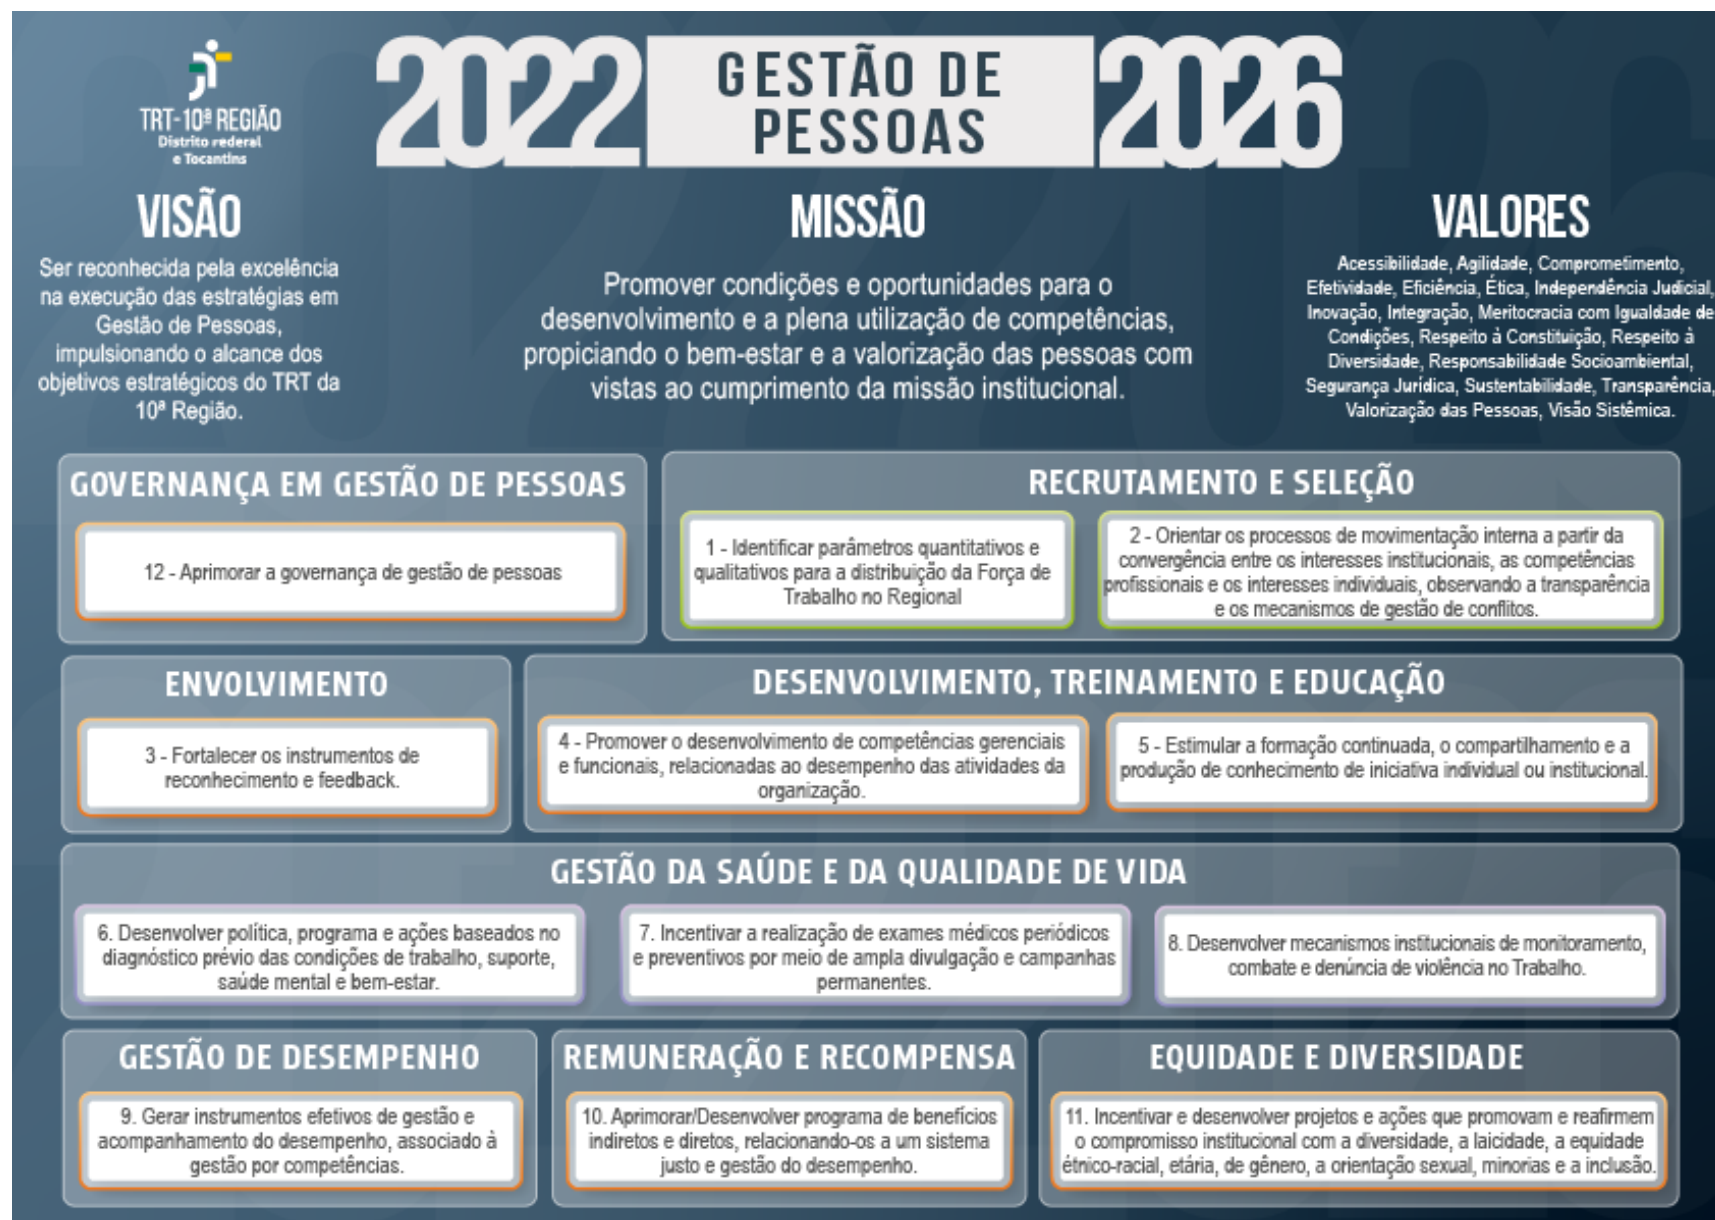 TRT-10ª REGIÃO
Distrito Federal
e Tocantins
2022
GESTÃO DE
PESSOAS
2026
VISÃO
Ser reconhecida pela excelência
na execução das estratégias em
Gestão de Pessoas,
impulsionando o alcance dos
objetivos estratégicos do TRT da
10ª Região.
MISSÃO
Promover condições e oportunidades para o
desenvolvimento e a plena utilização de competências,
propiciando o bem-estar e a valorização das pessoas com
vistas ao cumprimento da missão institucional.
VALORES
Acessibilidade, Agilidade, Comprometimento,
Efetividade, Eficiência, Ética, Independência Judicial,
Inovação, Integração, Meritocracia com Igualdade de
Condições, Respeito à Constituição, Respeito à
Diversidade, Responsabilidade Socioambiental,
Segurança Jurídica, Sustentabilidade, Transparência,
Valorização das Pessoas, Visão Sistêmica.
GOVERNANÇA EM GESTÃO DE PESSOAS
12 - Aprimorar a governança de gestão de pessoas
RECRUTAMENTO E SELEÇÃO
1 - Identificar parâmetros quantitativos e
qualitativos para a distribuição da Força de
Trabalho no Regional
2 - Orientar os processos de movimentação interna a partir da
convergência entre os interesses institucionais, as competências
profissionais e os interesses individuais, observando a transparência
e os mecanismos de gestão de conflitos.
ENVOLVIMENTO
3 - Fortalecer os instrumentos de
reconhecimento e feedback.
DESENVOLVIMENTO, TREINAMENTO E EDUCAÇÃO
4 - Promover o desenvolvimento de competências gerenciais
e funcionais, relacionadas ao desempenho das atividades da
organização.
5 - Estimular a formação continuada, o compartilhamento e a
produção de conhecimento de iniciativa individual ou institucional.
GESTÃO DA SAÚDE E DA QUALIDADE DE VIDA
6. Desenvolver política, programa e ações baseados no
diagnóstico prévio das condições de trabalho, suporte,
saúde mental e bem-estar.
7. Incentivar a realização de exames médicos periódicos
e preventivos por meio de ampla divulgação e campanhas
permanentes.
8. Desenvolver mecanismos institucionais de monitoramento,
combate e denúncia de violência no Trabalho.
GESTÃO DE DESEMPENHO
9. Gerar instrumentos efetivos de gestão e
acompanhamento do desempenho, associado à
gestão por competências.
REMUNERAÇÃO E RECOMPENSA
10. Aprimorar/Desenvolver programa de benefícios
indiretos e diretos, relacionando-os a um sistema
justo e gestão do desempenho.
EQUIDADE E DIVERSIDADE
11. Incentivar e desenvolver projetos e ações que promovam e reafirmem
o compromisso institucional com a diversidade, a laicidade, a equidade
étnico-racial, etária, de gênero, a orientação sexual, minorias e a inclusão.